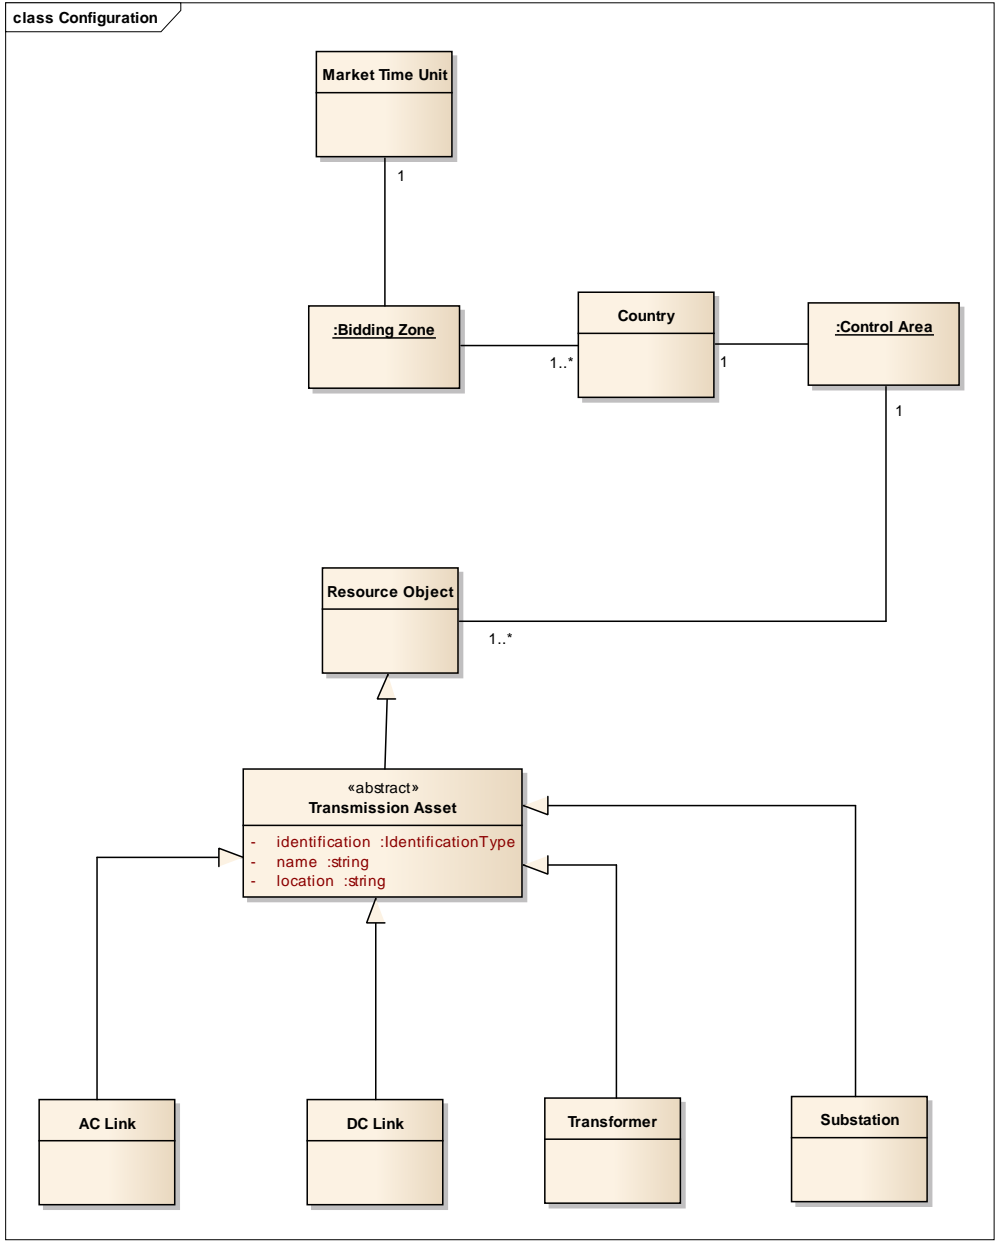 class Configuration
Market Time Unit
1
:Bidding Zone
Country
:Control Area
1..*
1
1
Resource Object
1..*
«abstract»
Transmission Asset
- identification :IdentificationType
- name :string
- location :string
AC Link
DC Link
Transformer
Substation